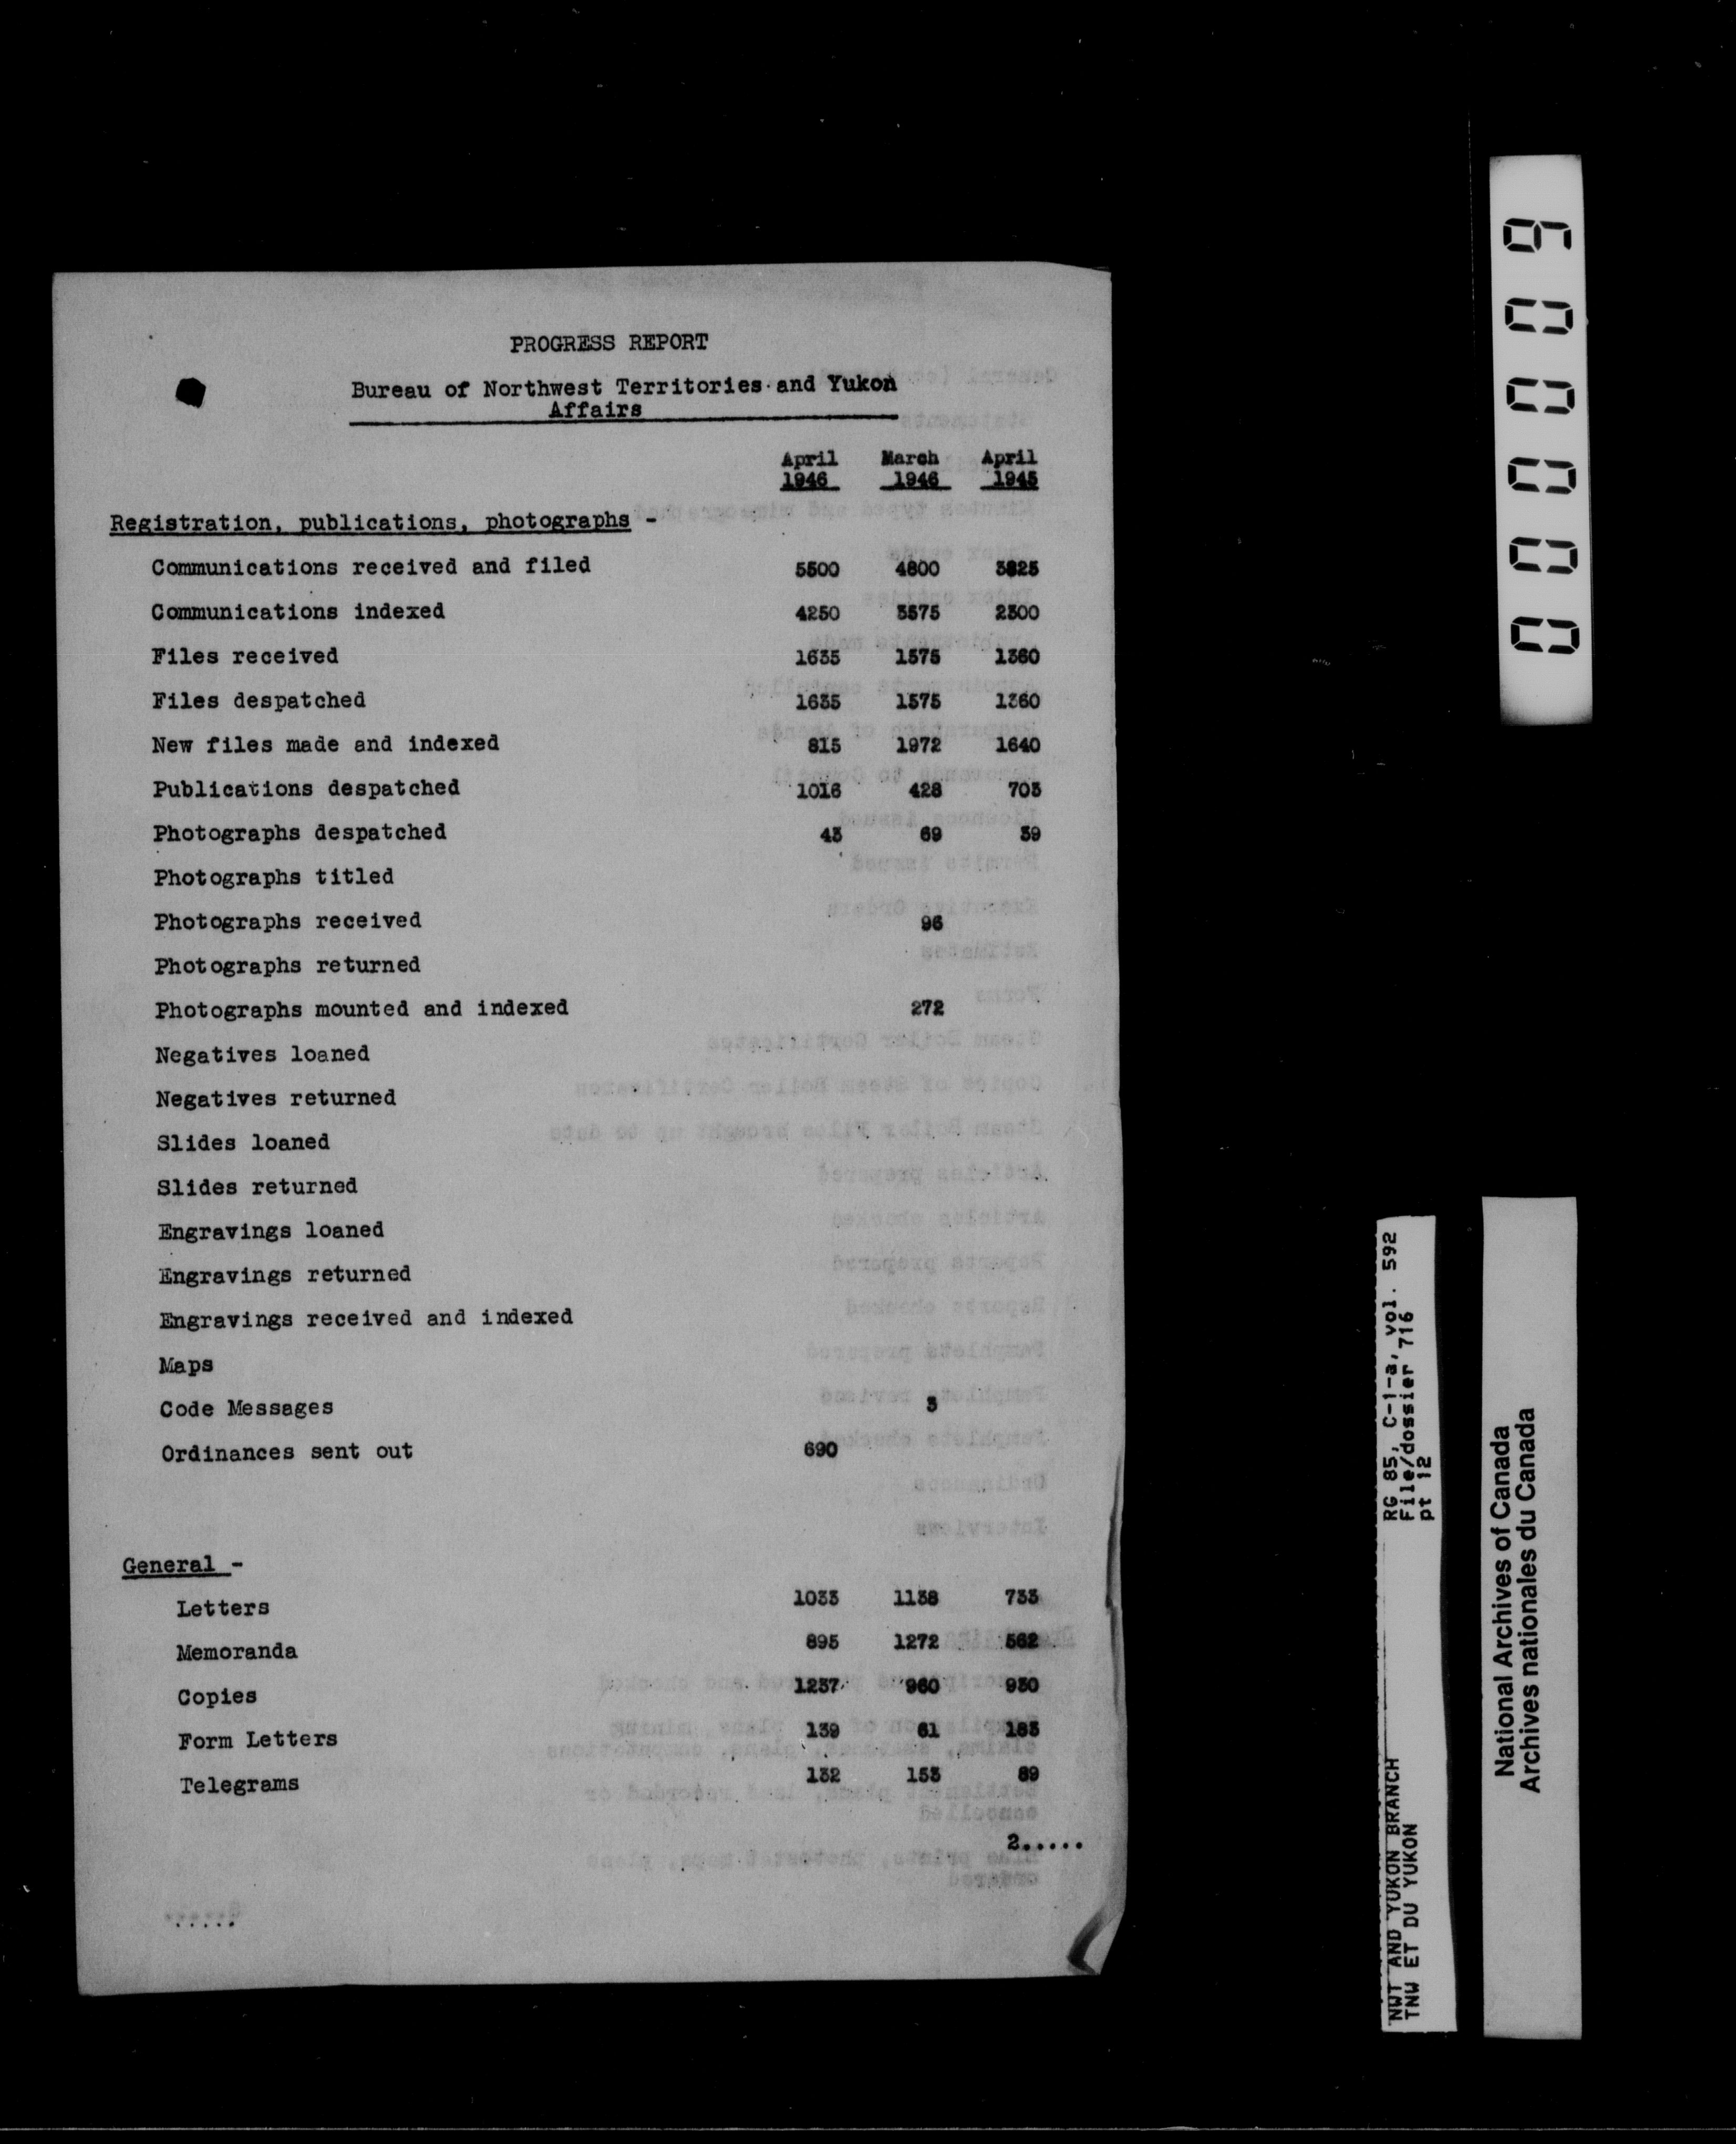 PROGRESS REPORT
Bureau of Northwest Territories and Yukon
Affairs
April March April
1946 1946 1945
Registration, publications, photographs -
Communications received and filed 5500 4800 3825
Communications indexed 4250 3575 2300
Files received 1635 1575 1360
Files despatched 1635 1575 1360
New files made and indexed 815 1972 1640
Publications despatched 1016 428 703
Photographs despatched 43 69 39
Photographs titled
Photographs received 96
Photographs returned
Photographs mounted and indexed 272
Negatives loaned
Negatives returned
Slides loaned
Slides returned
Engravings loaned
Engravings returned
Engravings received and indexed
Maps
Code Messages 3
Ordinances sent out 690
General -
Letters 1033 1138 733
Memoranda 895 1272 562
Copies 1237 960 930
Form Letters 139 61 183
Telegrams 132 153 89
2.....
.....
000009
RG 85, C-1-a, vol. 592
File/dossier 716
pt 12
NWT AND YUKON BRANCH
TNW ET DU YUKON
National Archives of Canada
Archives nationales du Canada